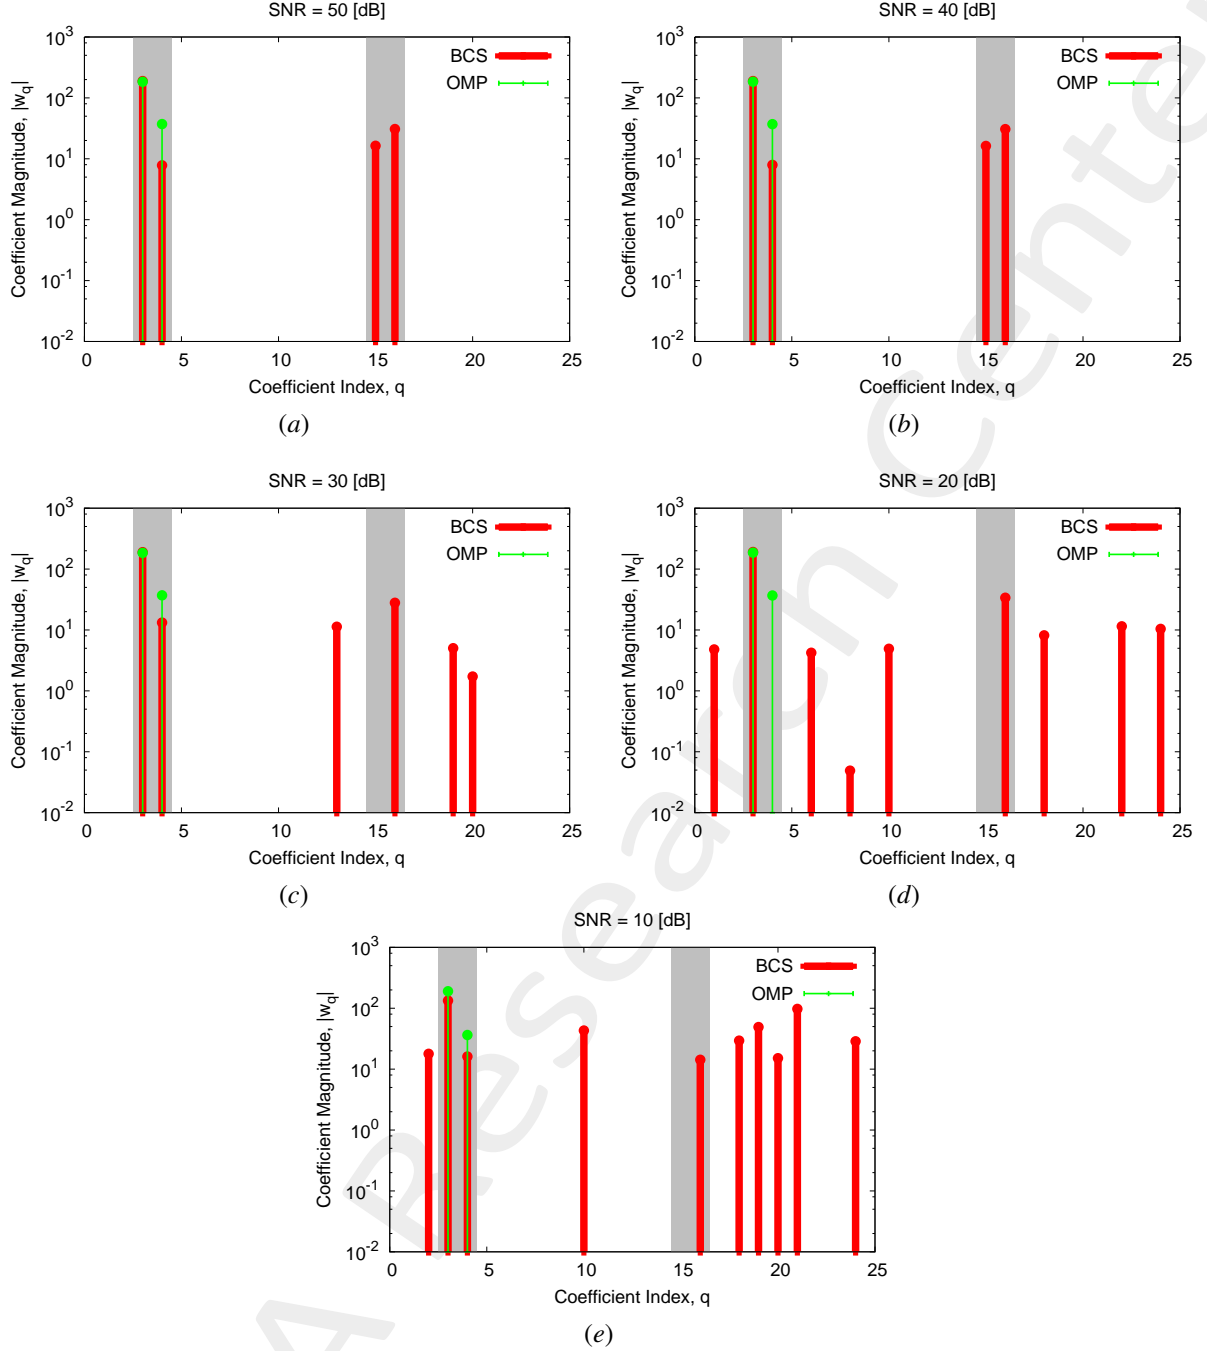 SNR = 50 [dB]
Coefficient Magnitude, |w_q|
10^3
10^2
10^1
10^0
10^-1
10^-2
BCS
OMP
0 5 10 15 20 25
Coefficient Index, q
(a)
SNR = 40 [dB]
Coefficient Magnitude, |w_q|
10^3
10^2
10^1
10^0
10^-1
10^-2
BCS
OMP
0 5 10 15 20 25
Coefficient Index, q
(b)
SNR = 30 [dB]
Coefficient Magnitude, |w_q|
10^3
10^2
10^1
10^0
10^-1
10^-2
BCS
OMP
0 5 10 15 20 25
Coefficient Index, q
(c)
SNR = 20 [dB]
Coefficient Magnitude, |w_q|
10^3
10^2
10^1
10^0
10^-1
10^-2
BCS
OMP
0 5 10 15 20 25
Coefficient Index, q
(d)
SNR = 10 [dB]
Coefficient Magnitude, |w_q|
10^3
10^2
10^1
10^0
10^-1
10^-2
BCS
OMP
0 5 10 15 20 25
Coefficient Index, q
(e)
A Research Center